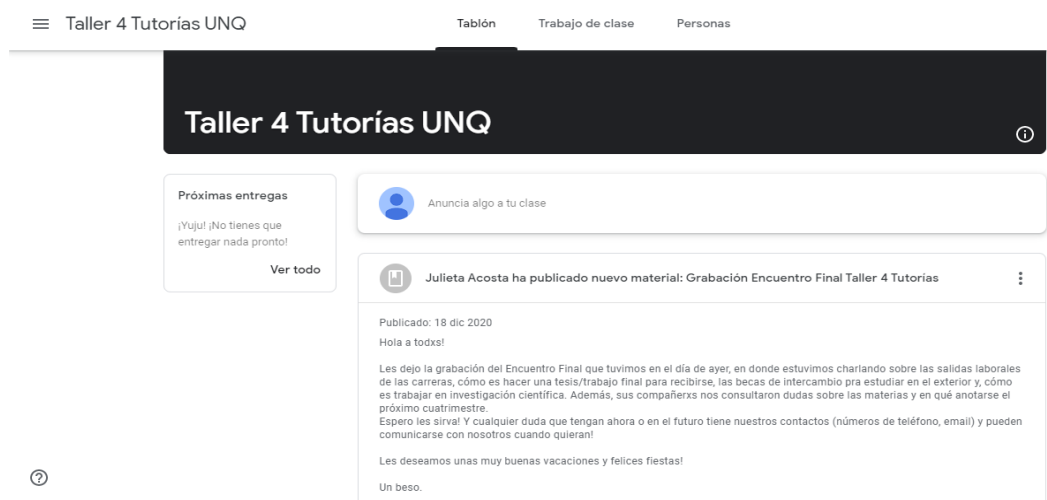 Taller 4 Tutorías UNQ
Tablón
Trabajo de clase
Personas
Taller 4 Tutorías UNQ
Próximas entregas
¡Yuju! ¡No tienes que
entregar nada pronto!
Ver todo
Anuncia algo a tu clase
Julieta Acosta ha publicado nuevo material: Grabación Encuentro Final Taller 4 Tutorías
Publicado: 18 dic 2020
Hola a todxs!
Les dejo la grabación del Encuentro Final que tuvimos en el día de ayer, en donde estuvimos charlando sobre las salidas laborales
de las carreras, cómo es hacer una tesis/trabajo final para recibirse, las becas de intercambio pra estudiar en el exterior y, cómo
es trabajar en investigación científica. Además, sus compañerxs nos consultaron dudas sobre las materias y en qué anotarse el
próximo cuatrimestre.
Espero les sirva! Y cualquier duda que tengan ahora o en el futuro tiene nuestros contactos (números de teléfono, email) y pueden
comunicarse con nosotros cuando quieran!
Les deseamos unas muy buenas vacaciones y felices fiestas!
Un beso.